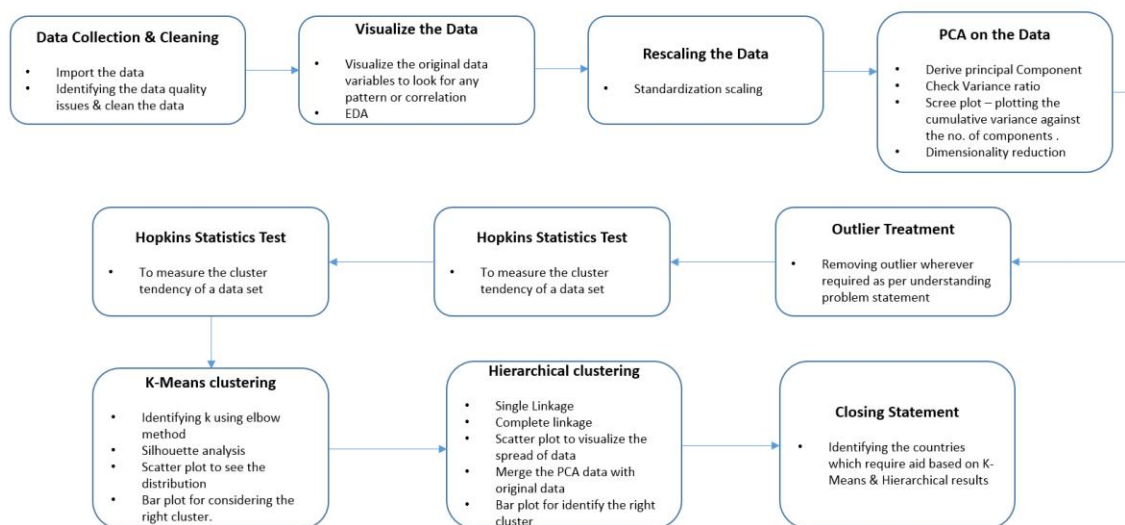 Data Collection & Cleaning
• Import the data
• Identifying the data quality
issues & clean the data
Visualize the Data
• Visualize the original data
variables to look for any
pattern or correlation
• EDA
Rescaling the Data
• Standardization scaling
PCA on the Data
• Derive principal Component
• Check Variance ratio
• Scree plot – plotting the
cumulative variance against
the no. of components .
• Dimensionality reduction
Outlier Treatment
• Removing outlier wherever
required as per understanding
problem statement
Hopkins Statistics Test
• To measure the cluster
tendency of a data set
Hopkins Statistics Test
• To measure the cluster
tendency of a data set
K-Means clustering
• Identifying k using elbow
method
• Silhouette analysis
• Scatter plot to see the
distribution
• Bar plot for considering the
right cluster.
Hierarchical clustering
• Single Linkage
• Complete linkage
• Scatter plot to visualize the
spread of data
• Merge the PCA data with
original data
• Bar plot for identify the right
cluster
Closing Statement
• Identifying the countries
which require aid based on K-
Means & Hierarchical results